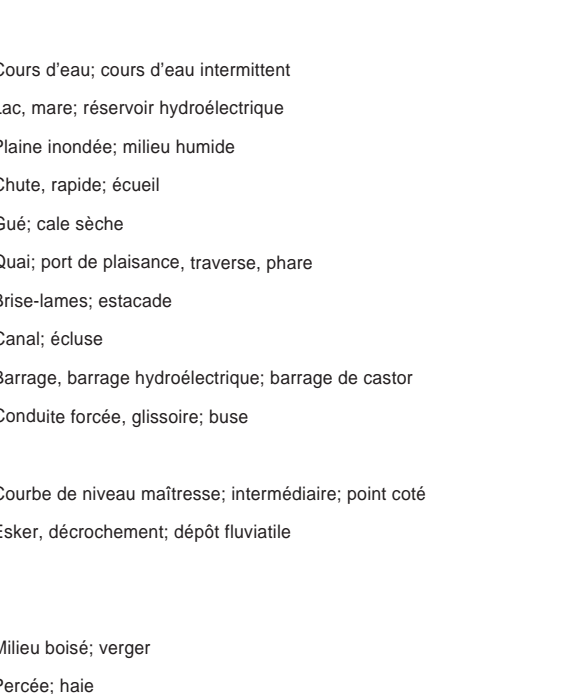 Cours d'eau; cours d'eau intermittent
Lac, mare; réservoir hydroélectrique
Plaine inondée; milieu humide
Chute, rapide; écueil
Gué; cale sèche
Quai; port de plaisance, traverse, phare
Brise-lames; estacade
Canal; écluse
Barrage, barrage hydroélectrique; barrage de castor
Conduite forcée, glissoire; buse
Courbe de niveau maîtresse; intermédiaire; point coté
Esker, décrochement; dépôt fluviatile
Milieu boisé; verger
Percée; haie